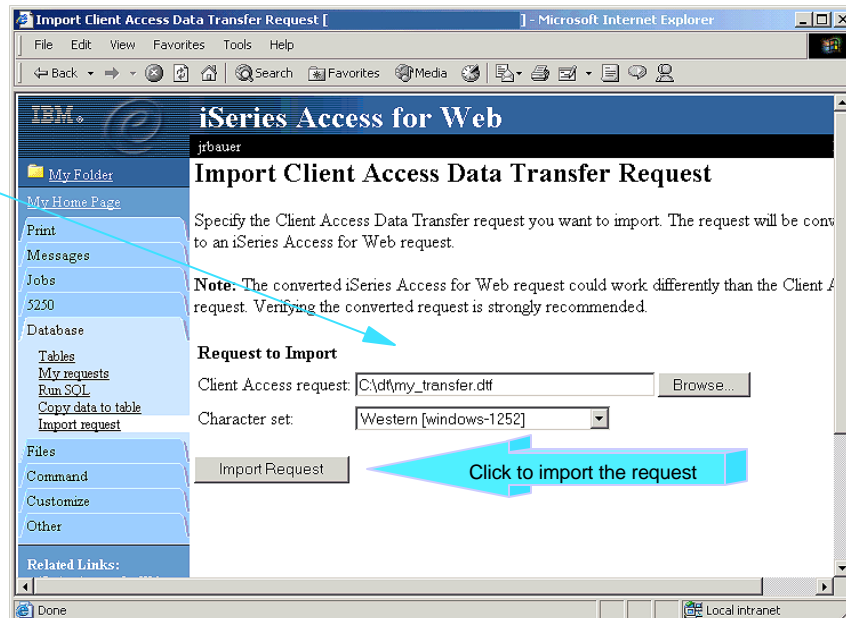 Import Client Access Data Transfer Request [ ] - Microsoft Internet Explorer
File Edit View Favorites Tools Help
Back Search Favorites Media
IBM
iSeries Access for Web
jrbauer
My Folder
My Home Page
Print
Messages
Jobs
5250
Database
Tables
My requests
Run SQL
Copy data to table
Import request
Files
Command
Customize
Other
Related Links:
Import Client Access Data Transfer Request
Specify the Client Access Data Transfer request you want to import. The request will be conv
to an iSeries Access for Web request.
Note: The converted iSeries Access for Web request could work differently than the Client A
request. Verifying the converted request is strongly recommended.
Request to Import
Client Access request: C:\dt\my_transfer.dtf Browse...
Character set: Western [windows-1252]
Import Request
Click to import the request
Done
Local intranet